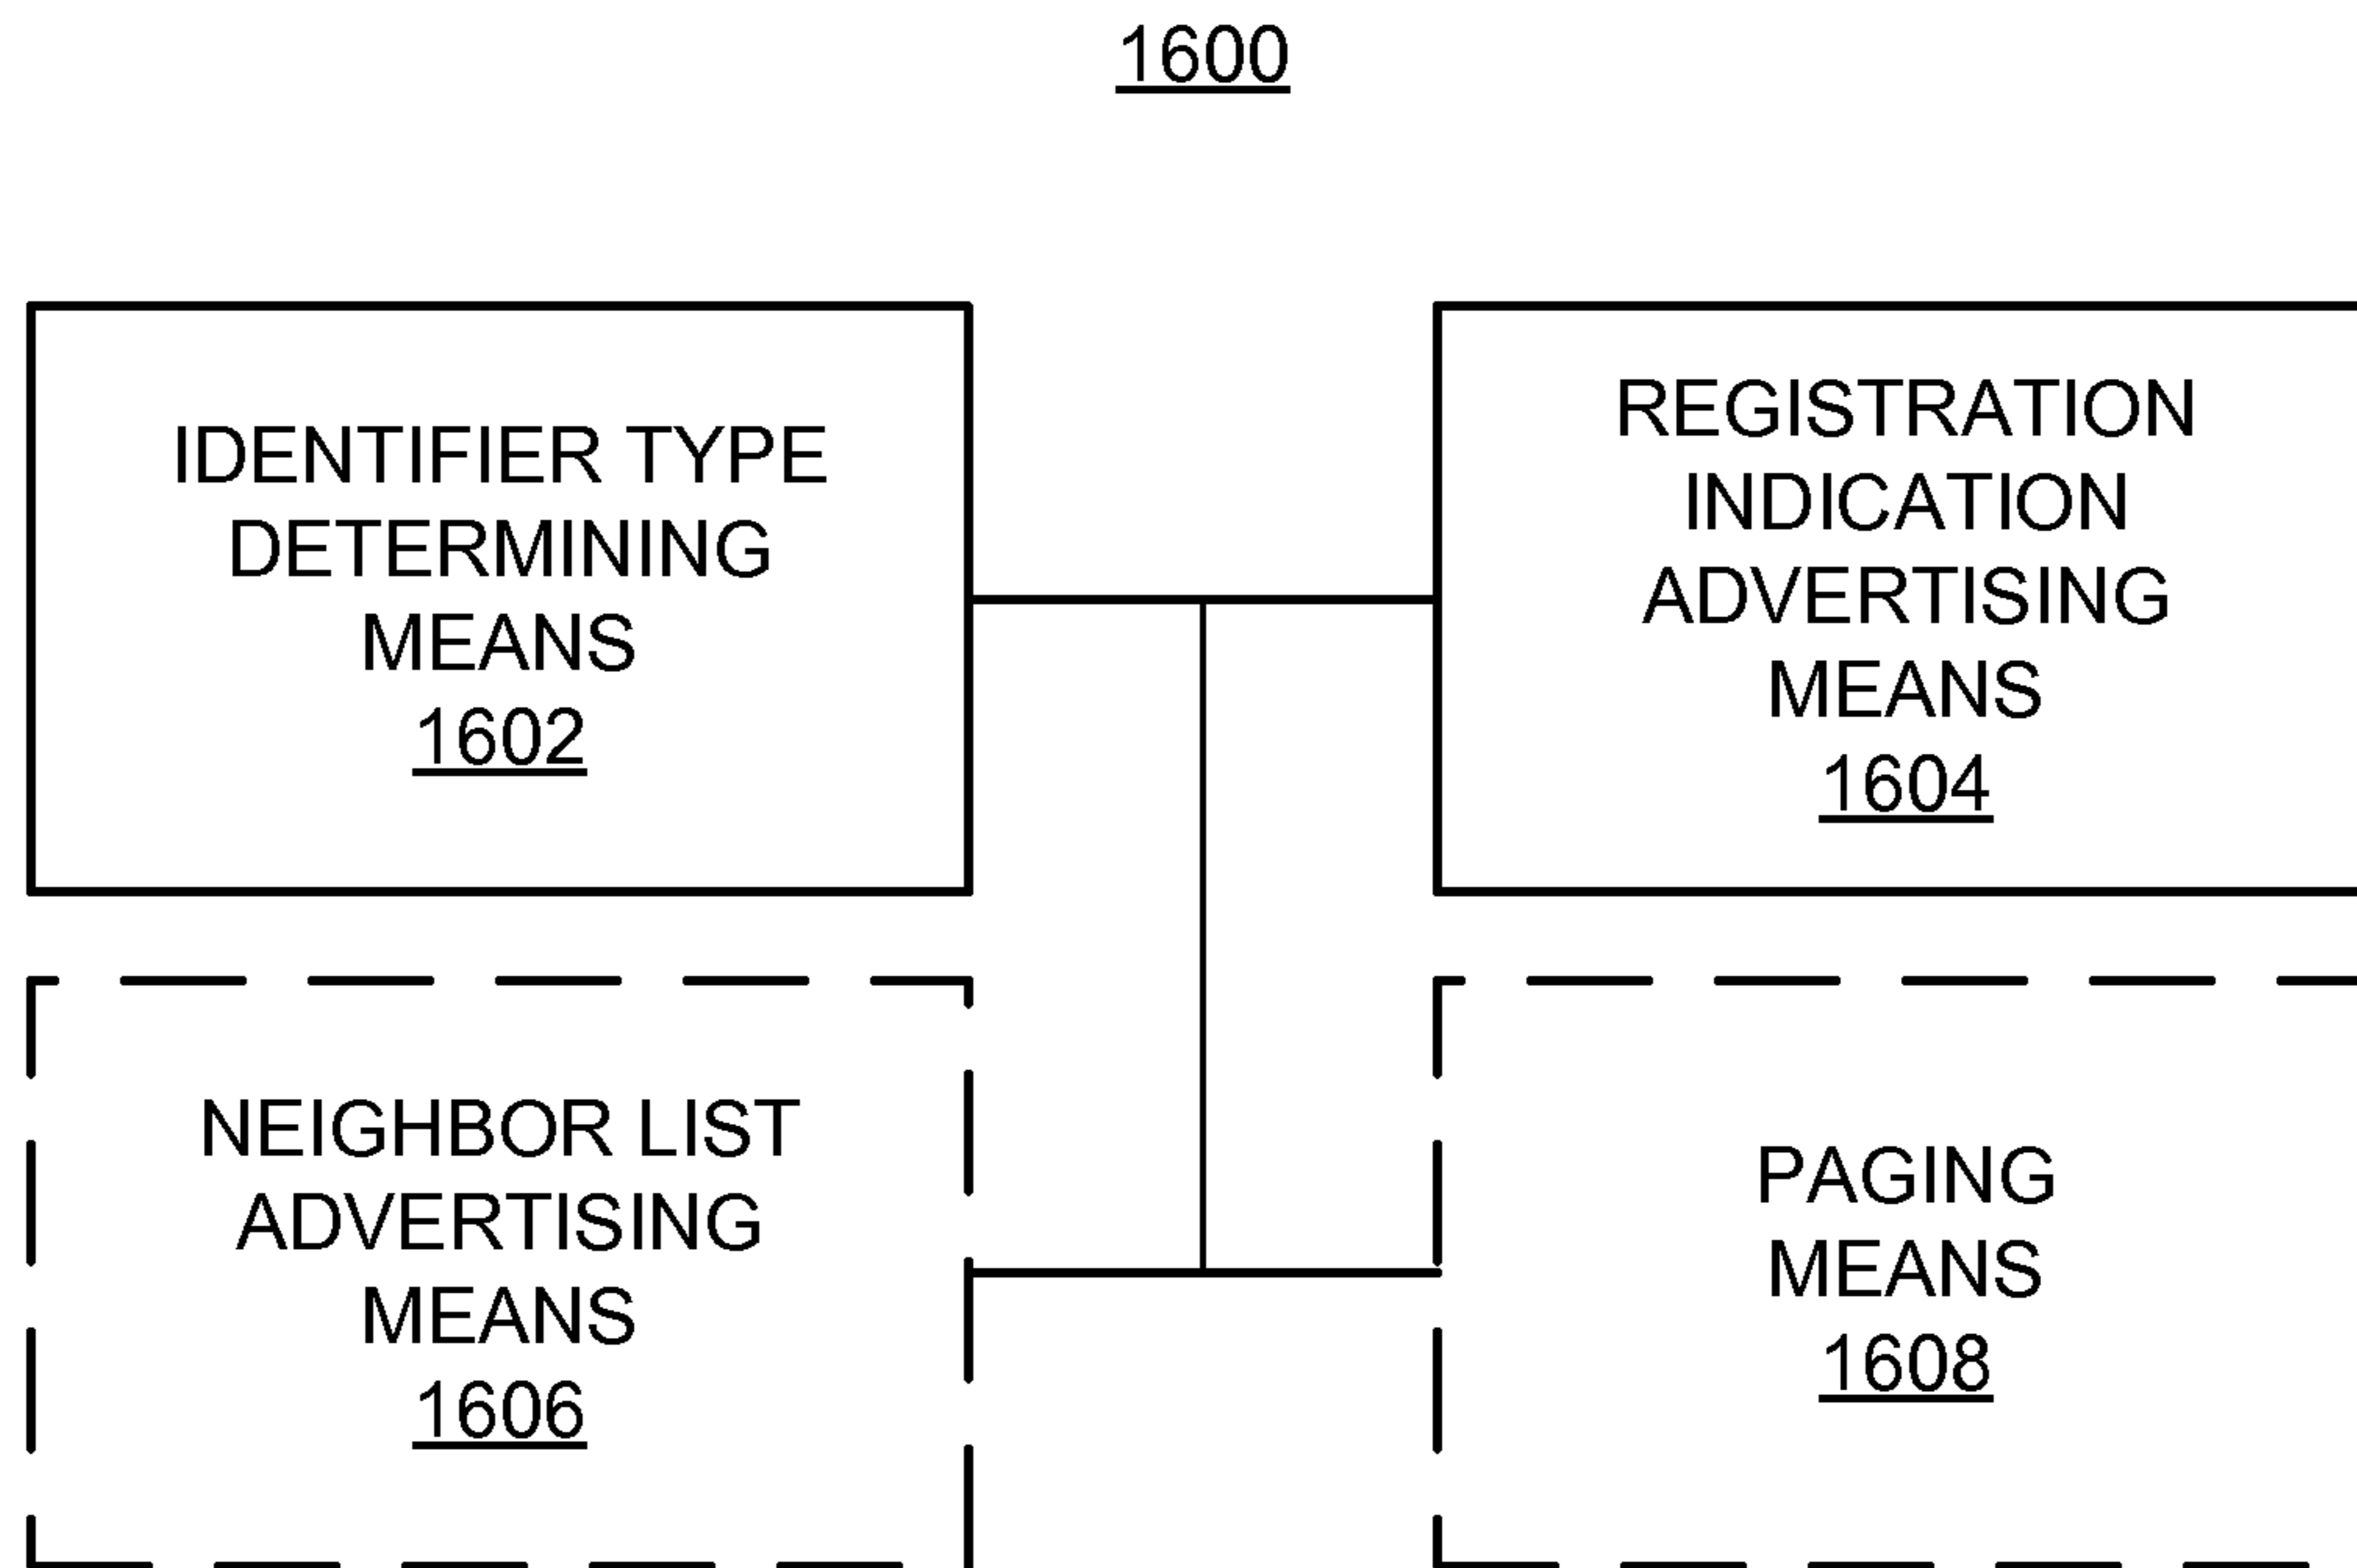 1600
IDENTIFIER TYPE
DETERMINING
MEANS
1602
REGISTRATION
INDICATION
ADVERTISING
MEANS
1604
NEIGHBOR LIST
ADVERTISING
MEANS
1606
PAGING
MEANS
1608